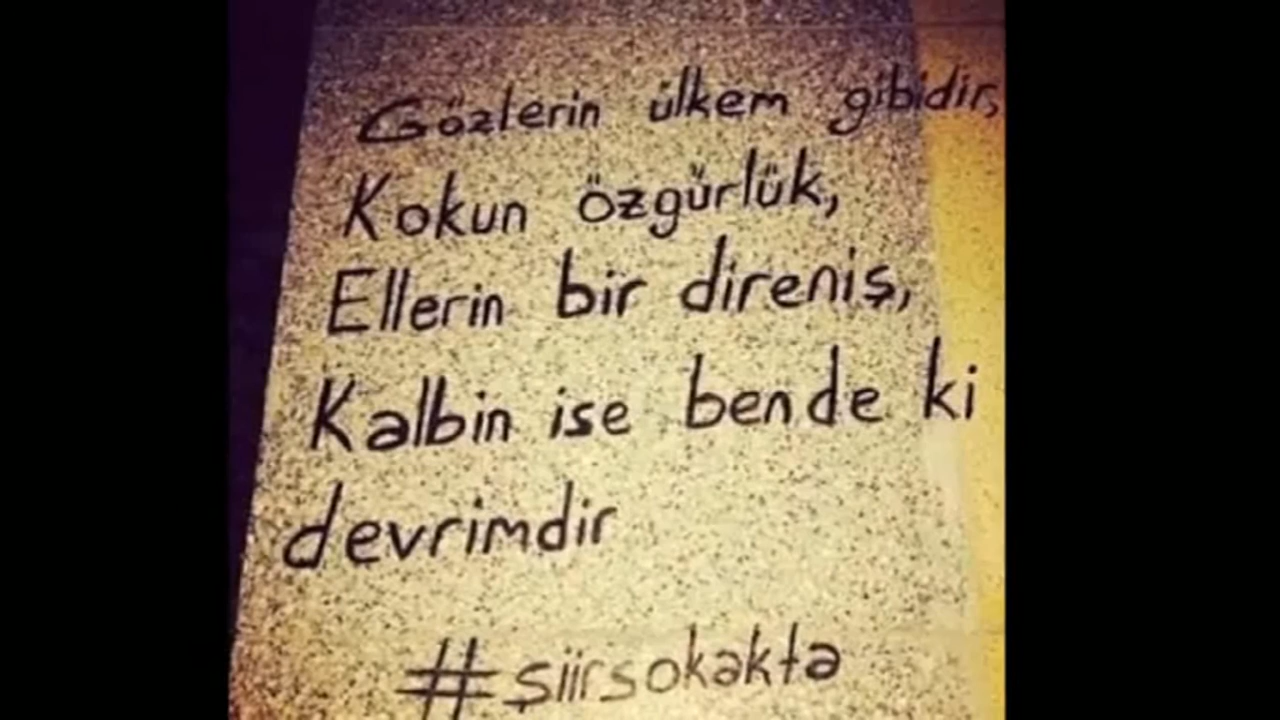 Gözlerin ülkem gibidir,
Kokun özgürlük,
Ellerin bir direniş,
Kalbin ise bende ki
devrimdir
#şiirsokakta